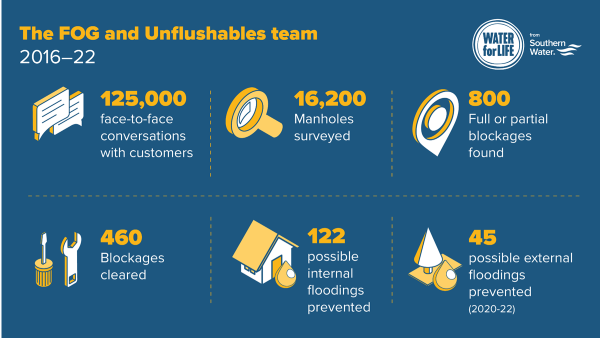 The FOG and Unflushables team
2016–22
WATER
for LIFE
from
Southern
Water.
125,000
face-to-face
conversations
with customers
16,200
Manholes
surveyed
800
Full or partial
blockages
found
460
Blockages
cleared
122
possible
internal
floodings
prevented
45
possible external
floodings
prevented
(2020-22)